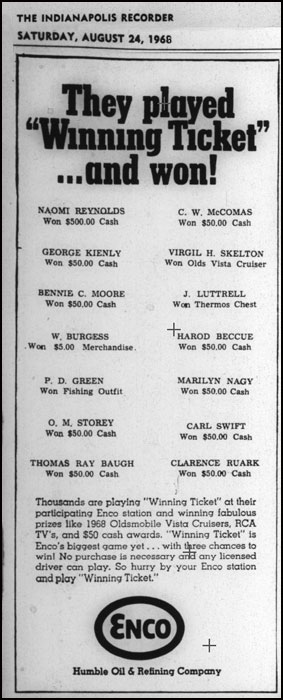 THE INDIANAPOLIS RECORDER
SATURDAY, AUGUST 24, 1968
They played
"Winning Ticket"
...and won!
NAOMI REYNOLDS
Won $500.00 Cash
C. W. McCOMAS
Won $50.00 Cash
GEORGE KIENLY
Won $50.00 Cash
VIRGIL H. SKELTON
Won Olds Vista Cruiser
BENNIE C. MOORE
Won $50.00 Cash
J. LUTTRELL
Won Thermos Chest
W. BURGESS
Won $5.00 Merchandise
HAROD BECCUE
Won $50.00 Cash
P. D. GREEN
Won Fishing Outfit
MARILYN NAGY
Won $50.00 Cash
O. M. STOREY
Won $50.00 Cash
CARL SWIFT
Won $50.00 Cash
THOMAS RAY BAUGH
Won $50.00 Cash
CLARENCE RUARK
Won $50.00 Cash
Thousands are playing "Winning Ticket" at their
participating Enco station and winning fabulous
prizes like 1968 Oldsmobile Vista Cruisers, RCA
TV's, and $50 cash awards. "Winning Ticket" is
Enco's biggest game yet... with three chances to
win! No purchase is necessary and any licensed
driver can play. So hurry by your Enco station
and play "Winning Ticket."
ENCO
Humble Oil & Refining Company